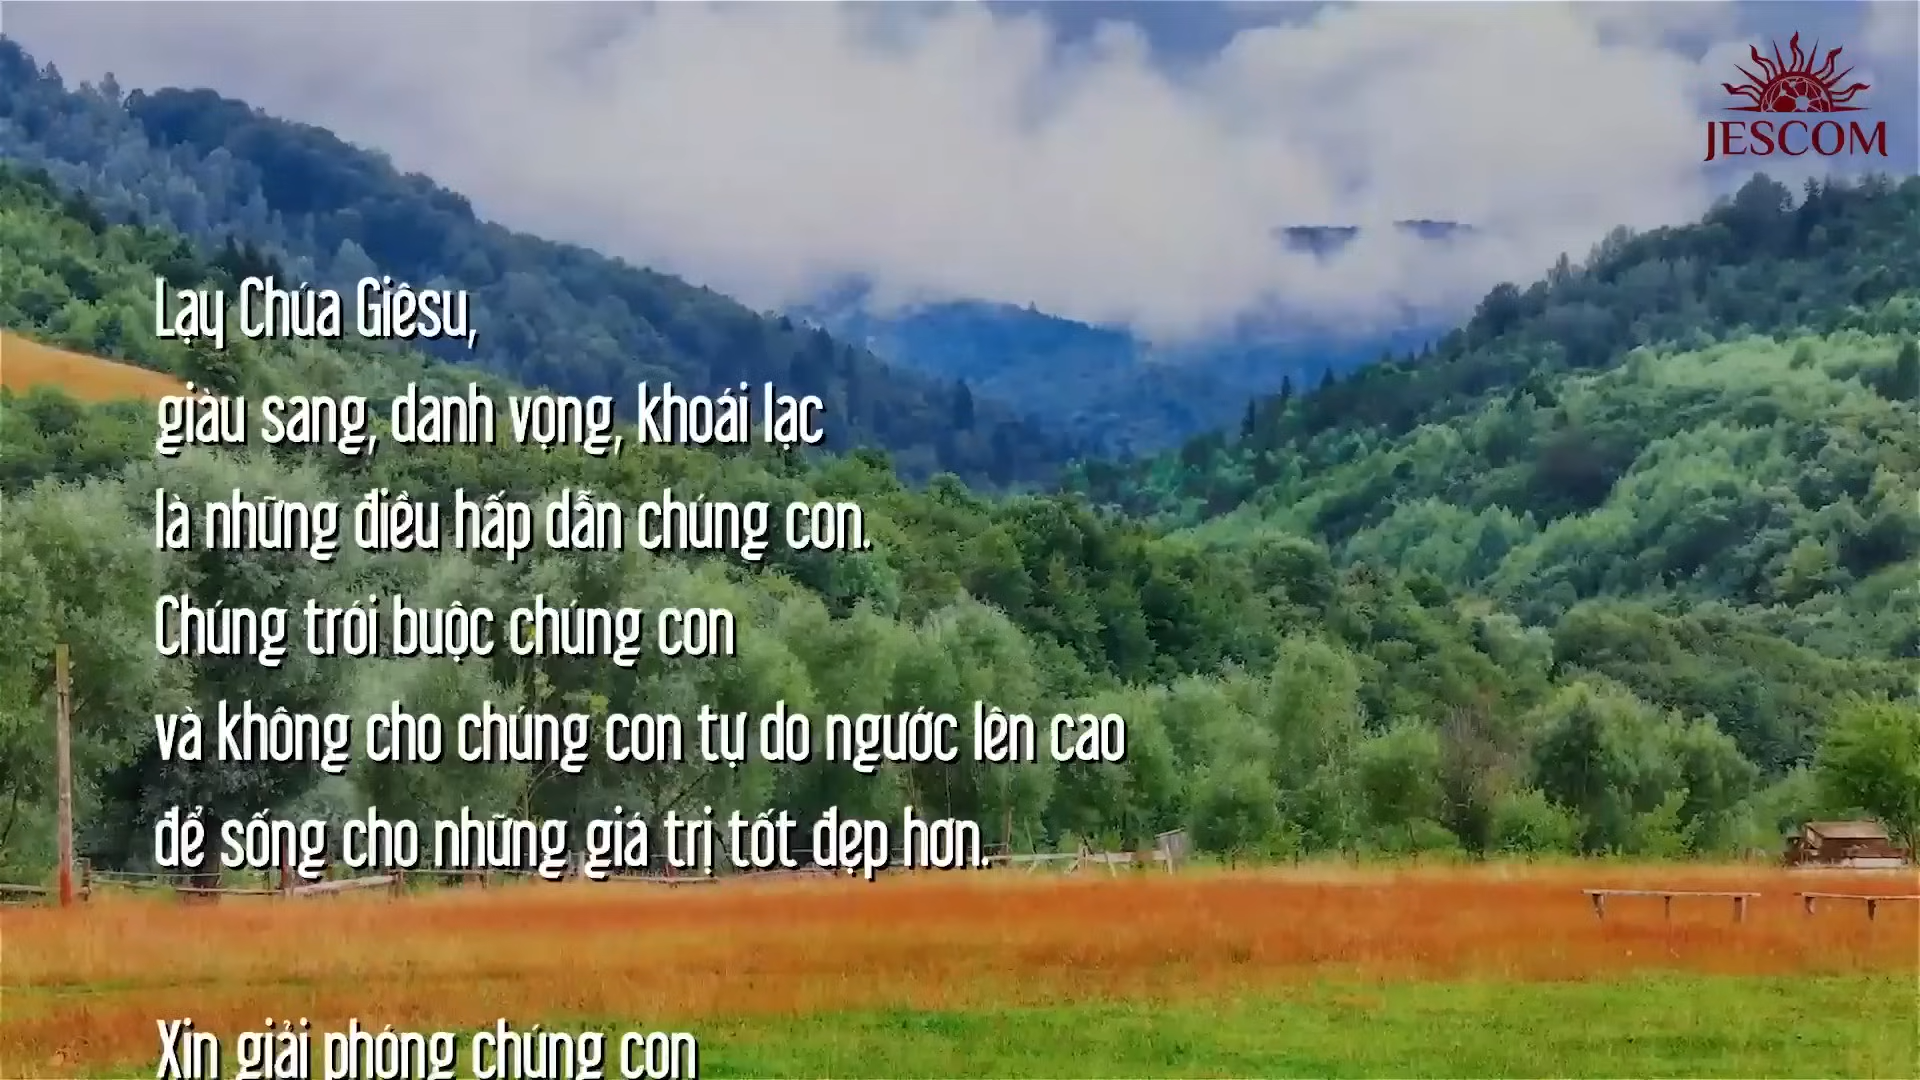 JESCOM
Lạy Chúa Giêsu,
giàu sang, danh vọng, khoái lạc
là những điều hấp dẫn chúng con.
Chúng trói buộc chúng con
và không cho chúng con tự do ngước lên cao
để sống cho những giá trị tốt đẹp hơn.
Xin giải phóng chúng con